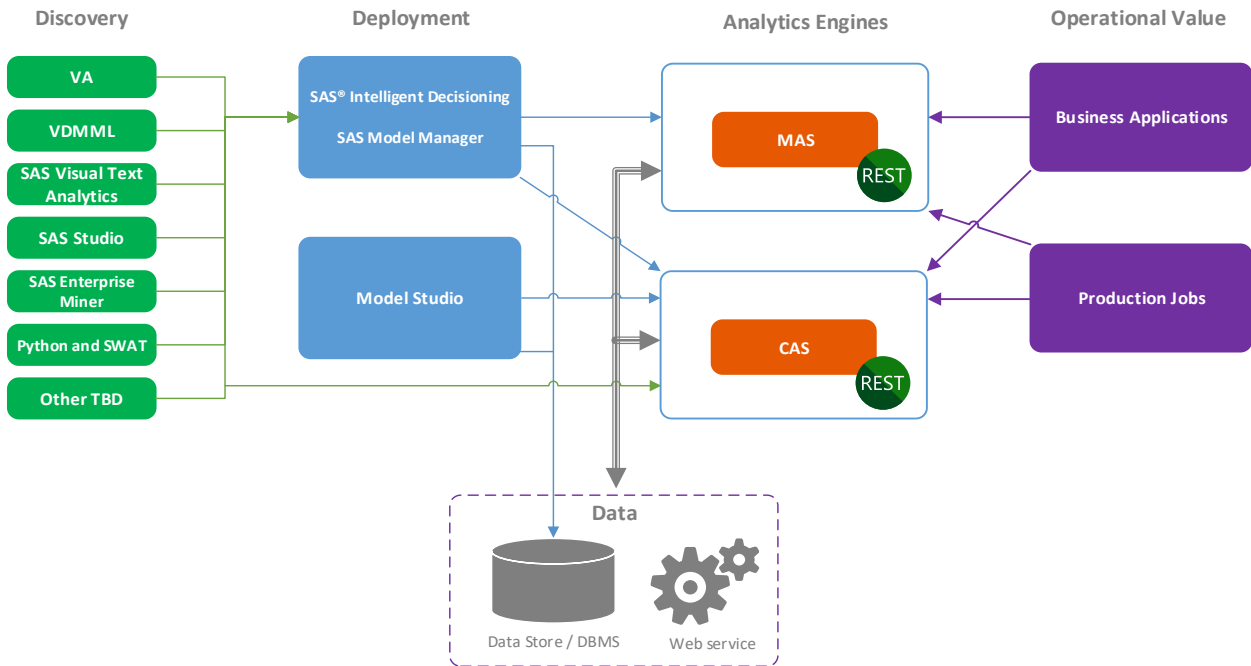 Discovery
Deployment
Analytics Engines
Operational Value
VA
VDMML
SAS Visual Text
Analytics
SAS Studio
SAS Enterprise
Miner
Python and SWAT
Other TBD
SAS® Intelligent Decisioning
SAS Model Manager
Model Studio
MAS
REST
CAS
REST
Business Applications
Production Jobs
Data
Data Store / DBMS
Web service